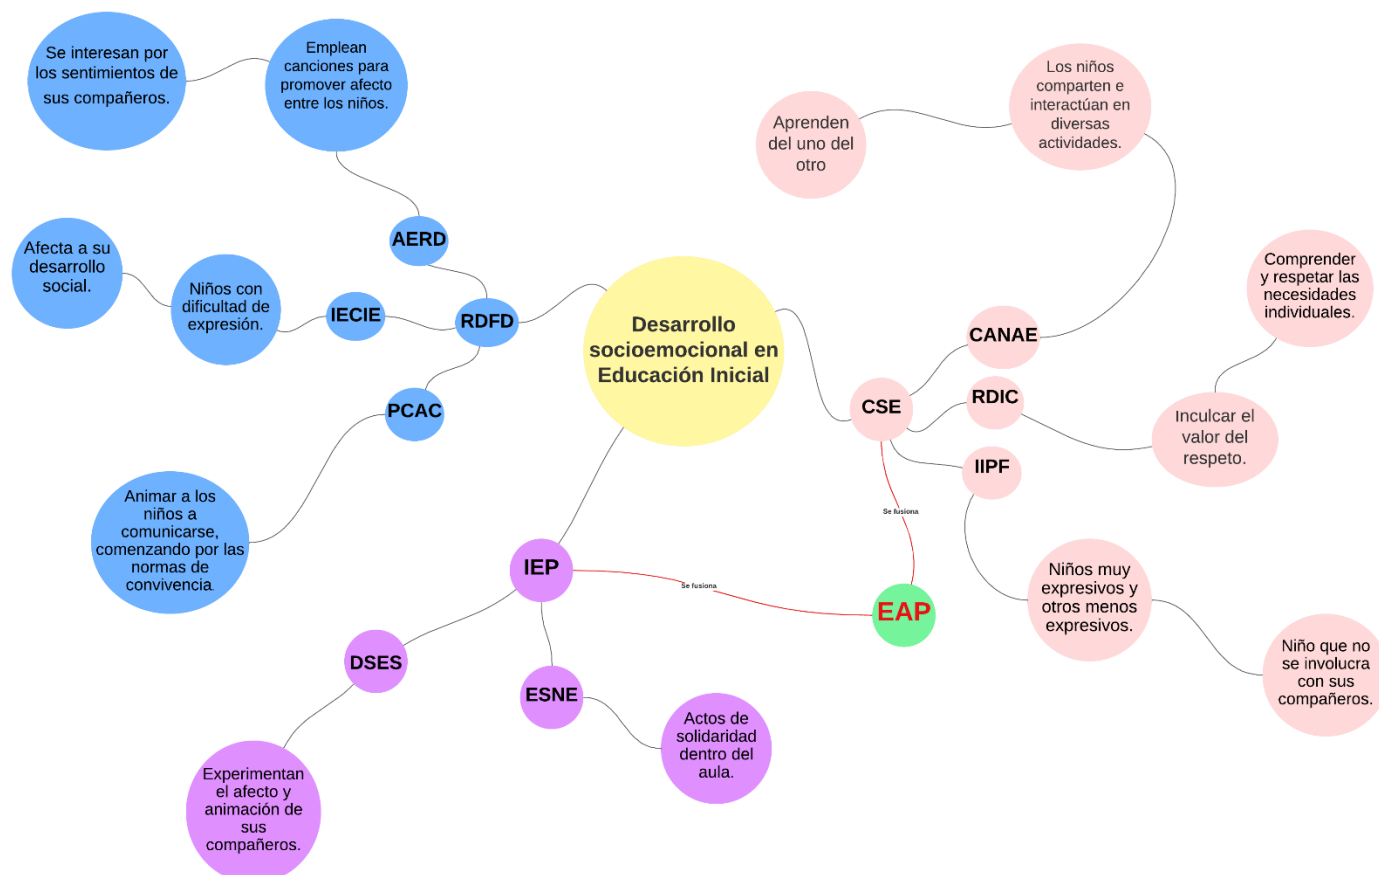 Se interesan por
los sentimientos de
sus compañeros.
Emplean
canciones para
promover afecto
entre los niños.
AERD
Afecta a su
desarrollo
social.
Niños con
dificultad de
expresión.
IECIE
RDFD
PCAC
Animar a los
niños a
comunicarse,
comenzando por las
normas de
convivencia.
Desarrollo
socioemocional en
Educación Inicial
Aprenden
del uno del
otro
Los niños
comparten e
interactúan en
diversas
actividades.
CANAE
CSE
RDIC
IIPF
Comprender
y respetar las
necesidades
individuales.
Inculcar el
valor del
respeto.
Niños muy
expresivos y
otros menos
expresivos.
Niño que no
se involucra
con sus
compañeros.
Se fusiona
EAP
Se fusiona
IEP
DSES
ESNE
Actos de
solidaridad
dentro del
aula.
Experimentan
el afecto y
animación de
sus
compañeros.